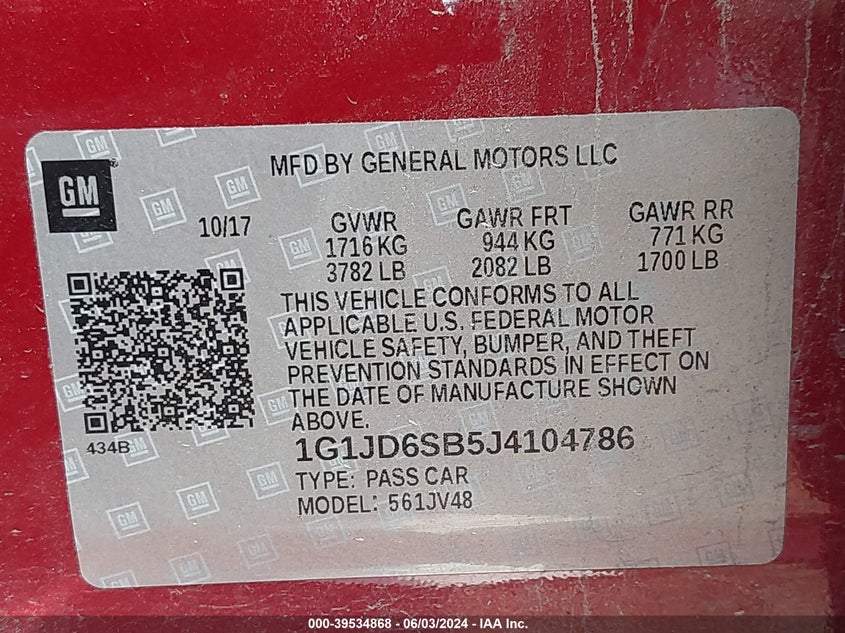 MFD BY GENERAL MOTORS LLC
GM
10/17
GVWR GAWR FRT GAWR RR
1716 KG 944 KG 771 KG
3782 LB 2082 LB 1700 LB
THIS VEHICLE CONFORMS TO ALL
APPLICABLE U.S. FEDERAL MOTOR
VEHICLE SAFETY, BUMPER, AND THEFT
PREVENTION STANDARDS IN EFFECT ON
THE DATE OF MANUFACTURE SHOWN
ABOVE.
434B
1G1JD6SB5J4104786
TYPE: PASS CAR
MODEL: 561JV48
000-39534868 - 06/03/2024 - IAA Inc.